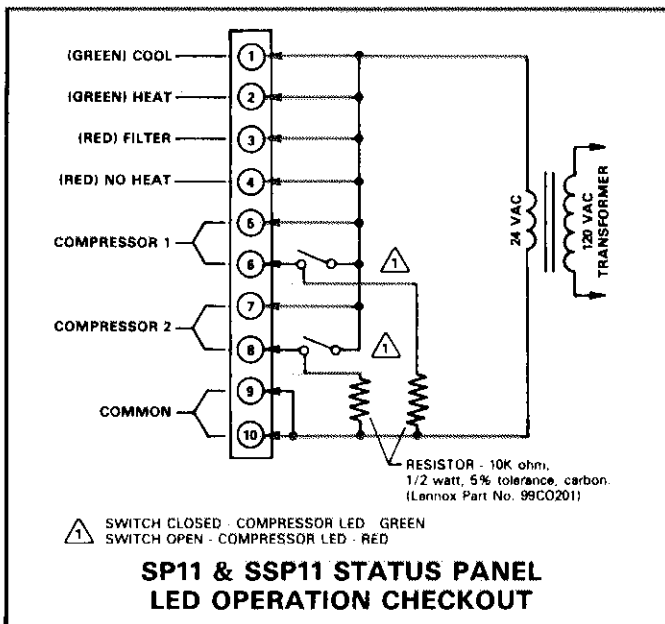 (GREEN) COOL
1
(GREEN) HEAT
2
(RED) FILTER
3
(RED) NO HEAT
4
5
COMPRESSOR 1
6
1
7
COMPRESSOR 2
8
1
9
COMMON
10
24 VAC
120 VAC
TRANSFORMER
RESISTOR - 10K ohm,
1/2 watt, 5% tolerance, carbon.
(Lennox Part No. 99CO201)
1
SWITCH CLOSED - COMPRESSOR LED GREEN
SWITCH OPEN - COMPRESSOR LED - RED
SP11 & SSP11 STATUS PANEL
LED OPERATION CHECKOUT